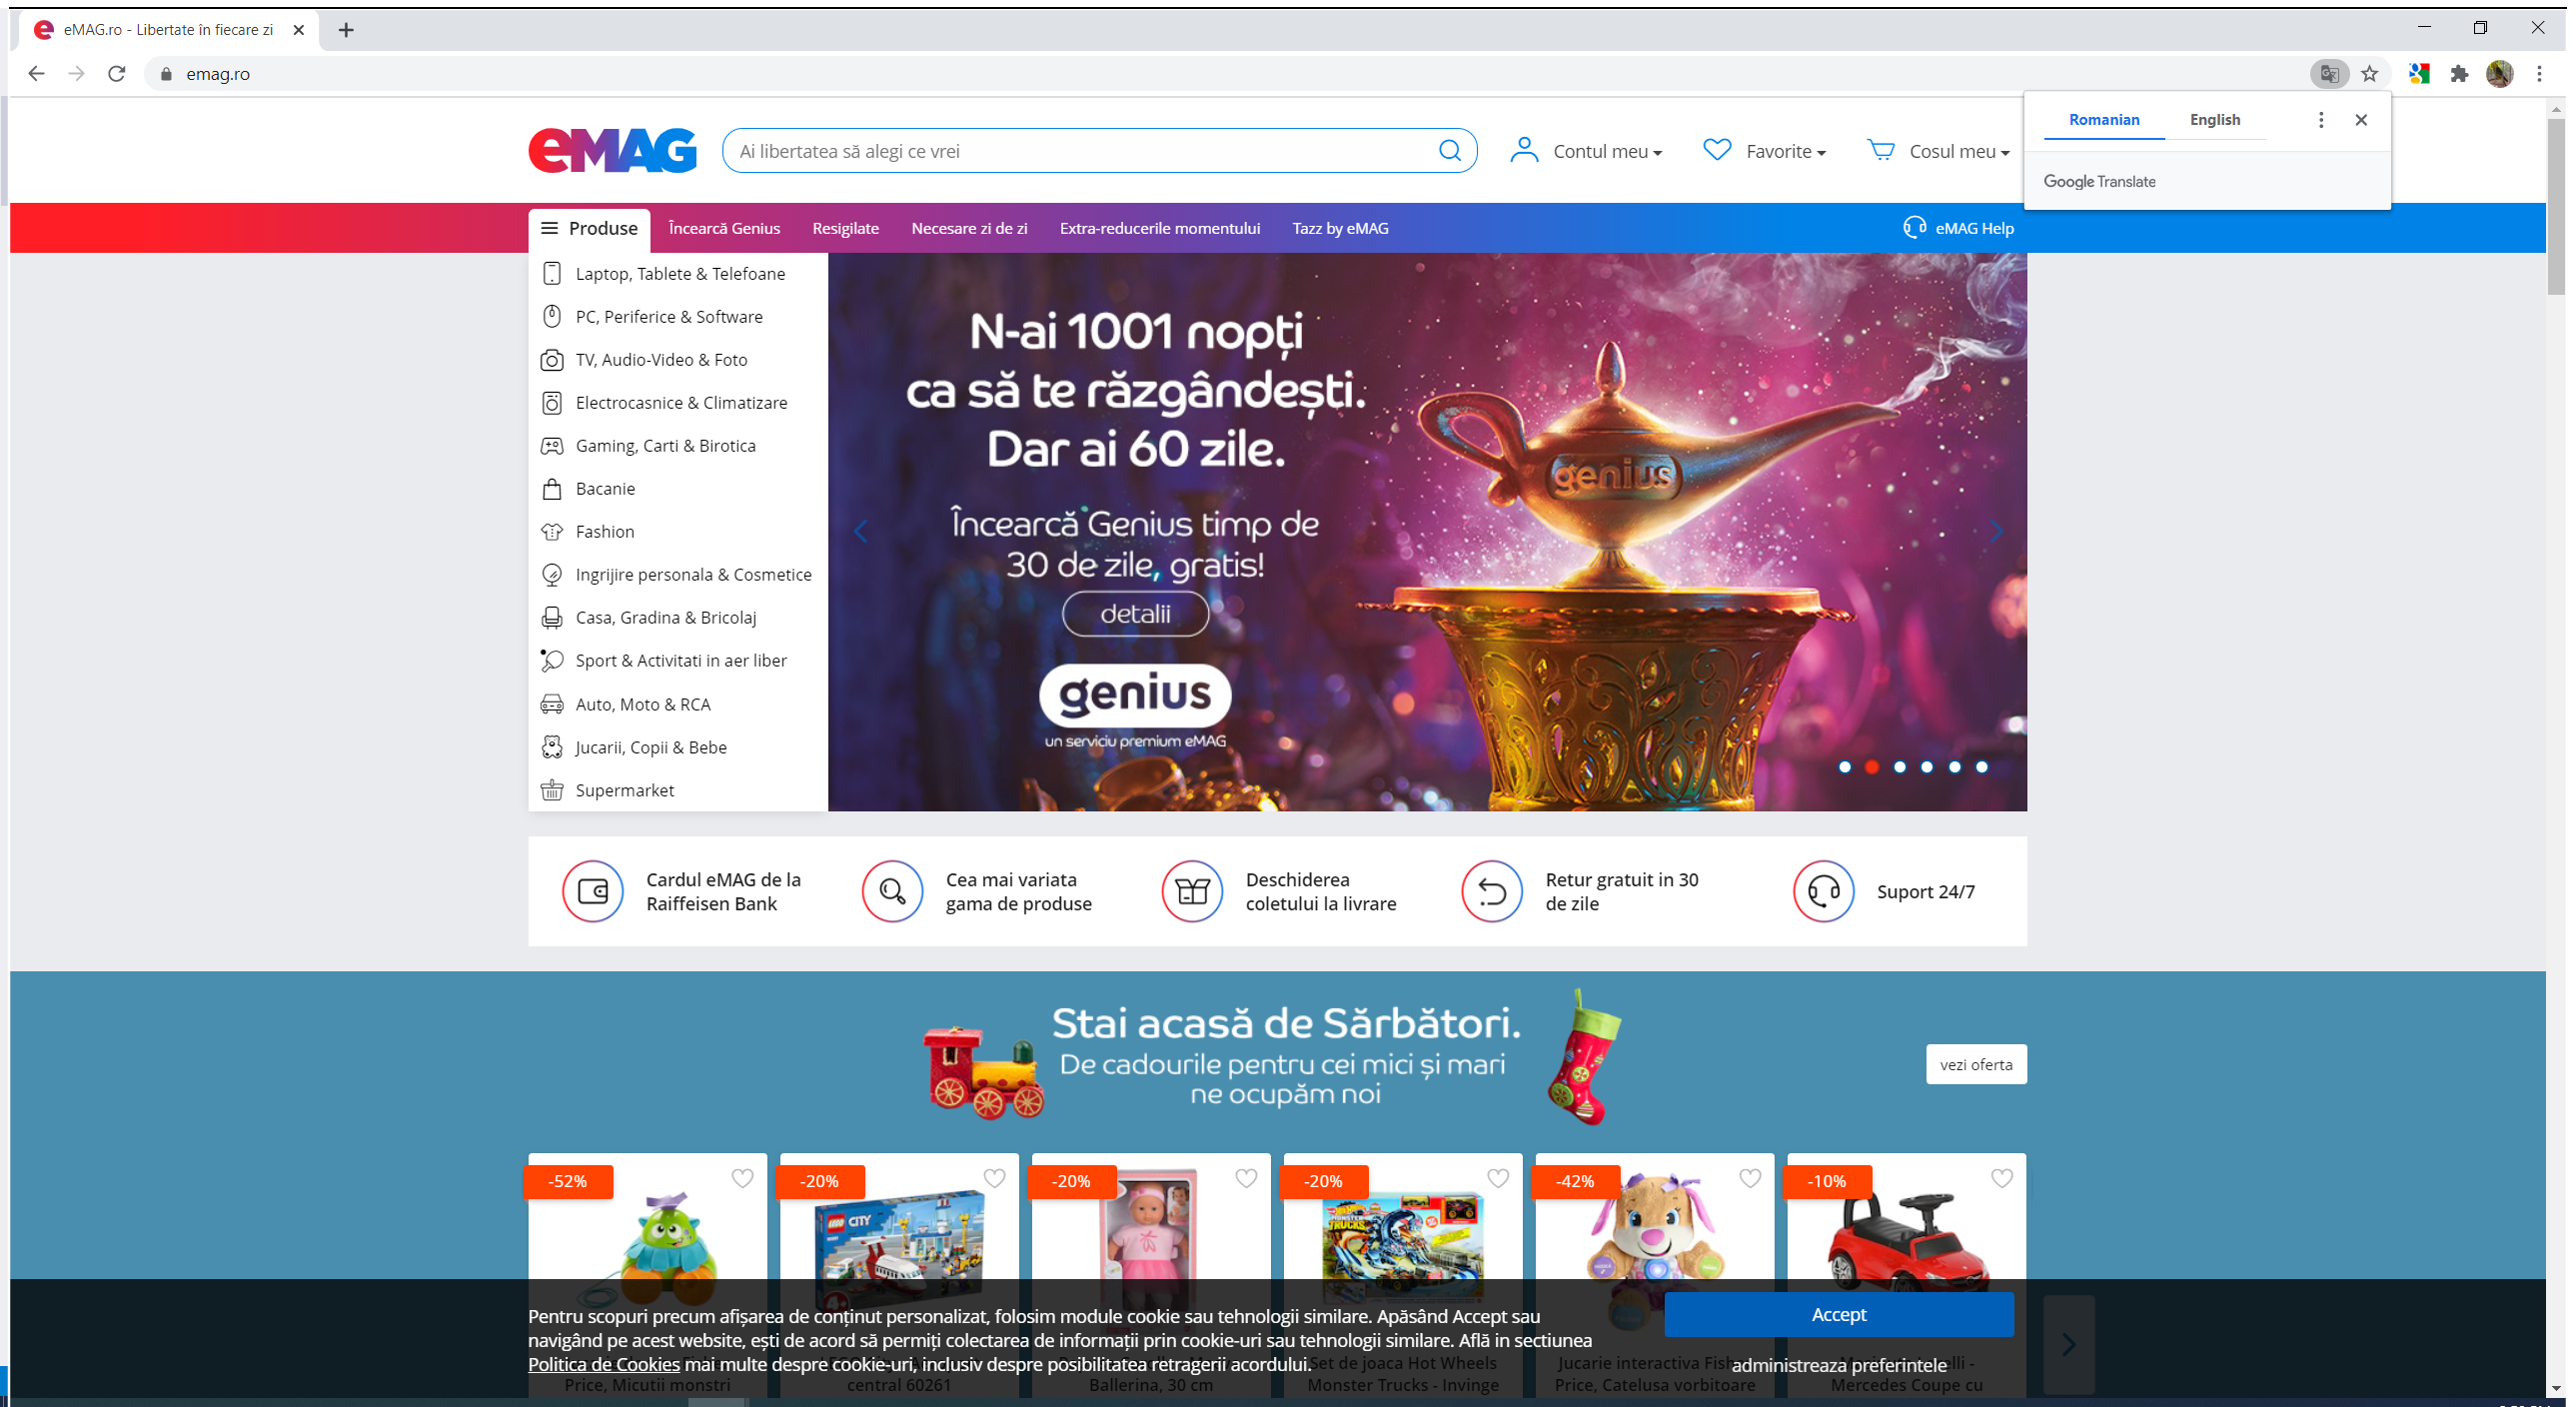 eMAG.ro - Libertate în fiecare zi
emag.ro
Romanian English
Google Translate
eMAG
Ai libertatea să alegi ce vrei
Contul meu
Favorite
Cosul meu
Produse
Încearcă Genius
Resigilate
Necesare zi de zi
Extra-reducerile momentului
Tazz by eMAG
eMAG Help
Laptop, Tablete & Telefoane
PC, Periferice & Software
TV, Audio-Video & Foto
Electrocasnice & Climatizare
Gaming, Carti & Birotica
Bacanie
Fashion
Ingrijire personala & Cosmetice
Casa, Gradina & Bricolaj
Sport & Activitati in aer liber
Auto, Moto & RCA
Jucarii, Copii & Bebe
Supermarket
N-ai 1001 nopți
ca să te răzgândești.
Dar ai 60 zile.
Încearcă Genius timp de
30 de zile, gratis!
detalii
genius
un serviciu premium eMAG
genius
Cardul eMAG de la
Raiffeisen Bank
Cea mai variata
gama de produse
Deschiderea
coletului la livrare
Retur gratuit in 30
de zile
Suport 24/7
Stai acasă de Sărbători.
De cadourile pentru cei mici și mari
ne ocupăm noi
vezi oferta
-52%
-20%
-20%
-20%
-42%
-10%
LEGO CITY
4+
MONSTER
TRUCKS
Pentru scopuri precum afișarea de conținut personalizat, folosim module cookie sau tehnologii similare. Apăsând Accept sau
navigând pe acest website, ești de acord să permiți colectarea de informații prin cookie-uri sau tehnologii similare. Află in sectiunea
Politica de Cookies mai multe despre cookie-uri, inclusiv despre posibilitatea retragerii acordului.
Accept
administreaza preferintele
Price, Micutii monstri
central 60261
Ballerina, 30 cm
Set de joaca Hot Wheels
Monster Trucks - Invinge
Jucarie interactiva Fisher
Price, Catelusa vorbitoare
Mercedes Coupe cu